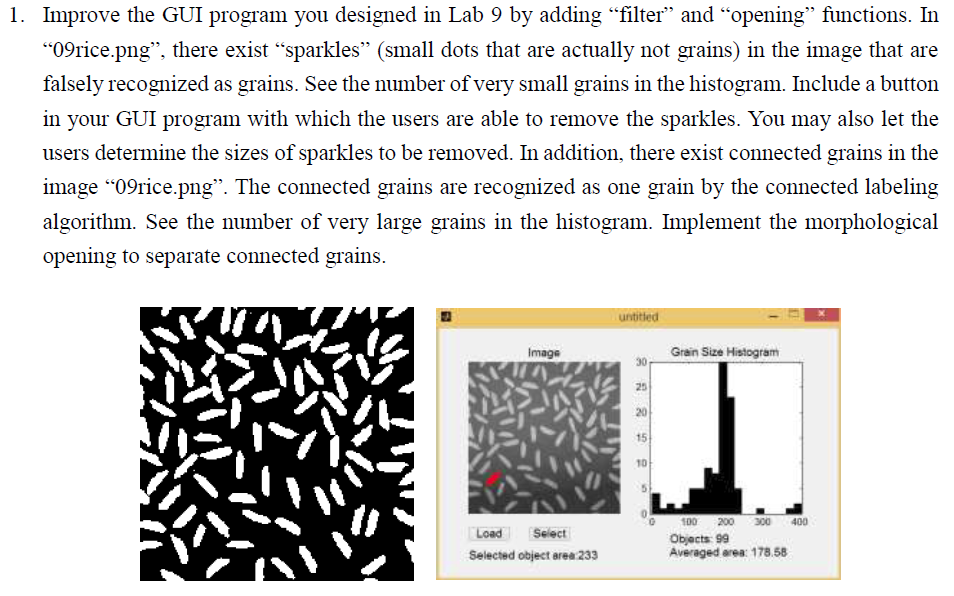 1. Improve the GUI program you designed in Lab 9 by adding “filter” and “opening” functions. In
“09rice.png”, there exist “sparkles” (small dots that are actually not grains) in the image that are
falsely recognized as grains. See the number of very small grains in the histogram. Include a button
in your GUI program with which the users are able to remove the sparkles. You may also let the
users determine the sizes of sparkles to be removed. In addition, there exist connected grains in the
image “09rice.png”. The connected grains are recognized as one grain by the connected labeling
algorithm. See the number of very large grains in the histogram. Implement the morphological
opening to separate connected grains.
untitled
Image
Grain Size Histogram
30
25
20
15
10
5
0
0 100 200 300 400
Load Select
Selected object area:233
Objects: 99
Averaged area: 178.58